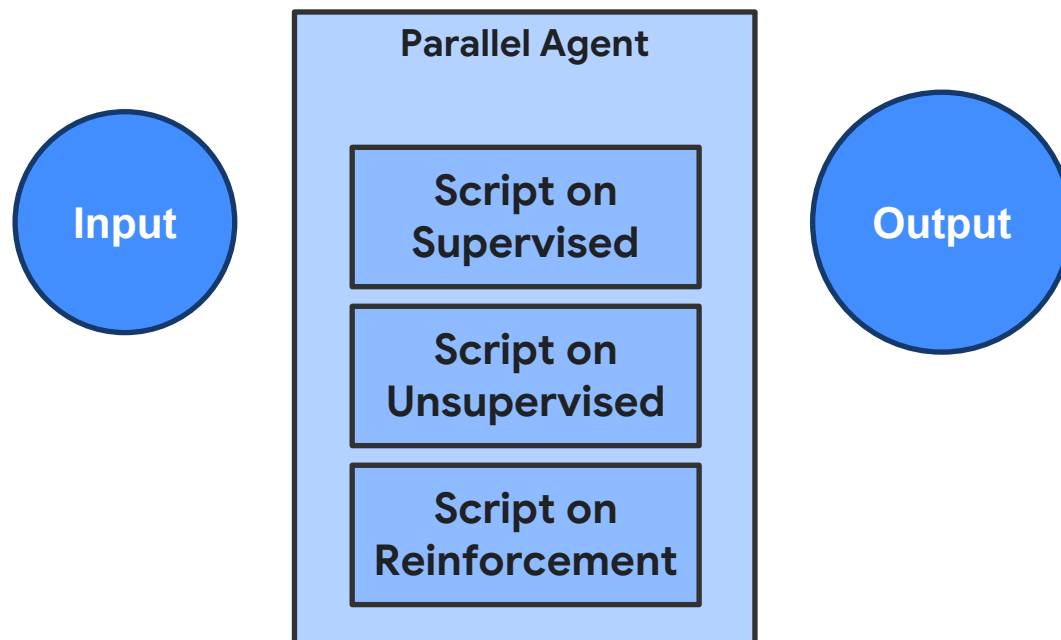 Parallel Agent
Input
Script on
Supervised
Script on
Unsupervised
Script on
Reinforcement
Output